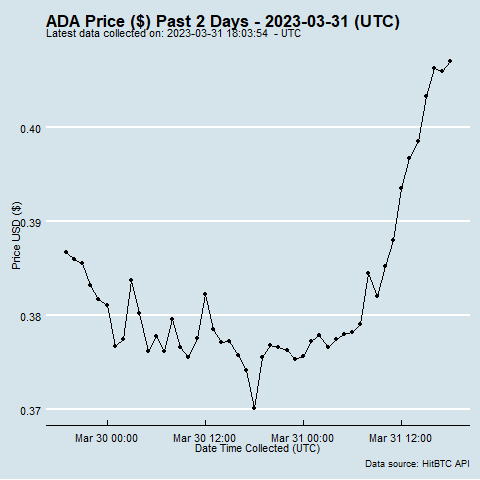 ADA Price ($) Past 2 Days - 2023-03-31 (UTC)
Latest data collected on: 2023-03-31 18:03:54 - UTC
0.40
0.39
Price USD ($)
0.38
0.37
Mar 30 00:00 Mar 30 12:00 Mar 31 00:00 Mar 31 12:00
Date Time Collected (UTC)
Data source: HitBTC API